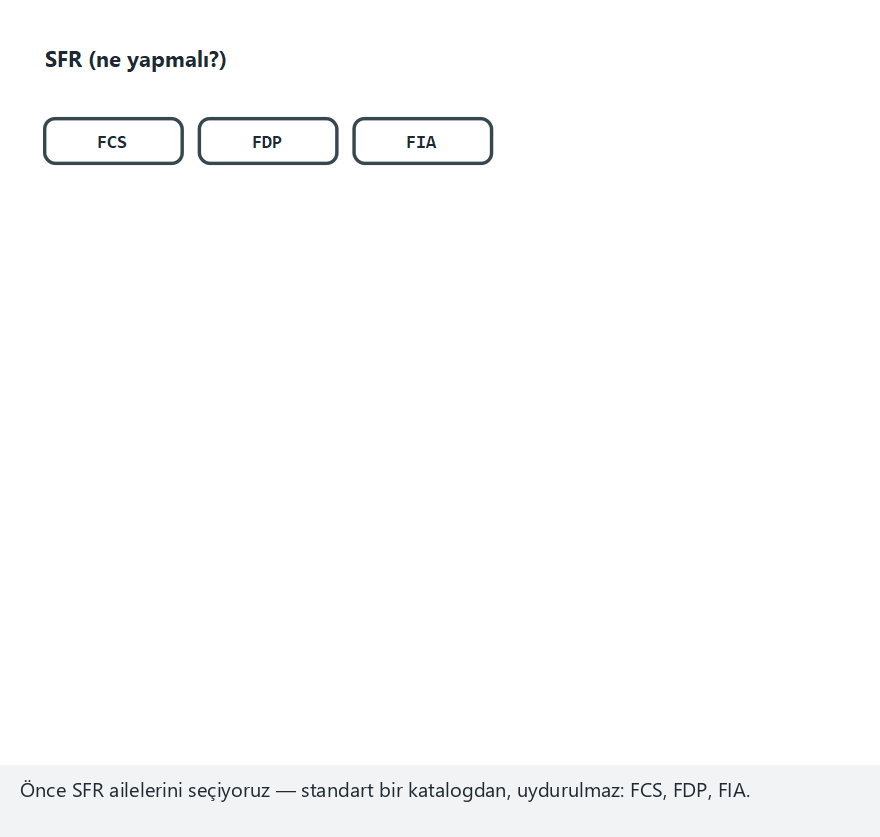 SFR (ne yapmalı?)
FCS FDP FIA
Önce SFR ailelerini seçiyoruz — standart bir katalogdan, uydurulmaz: FCS, FDP, FIA.